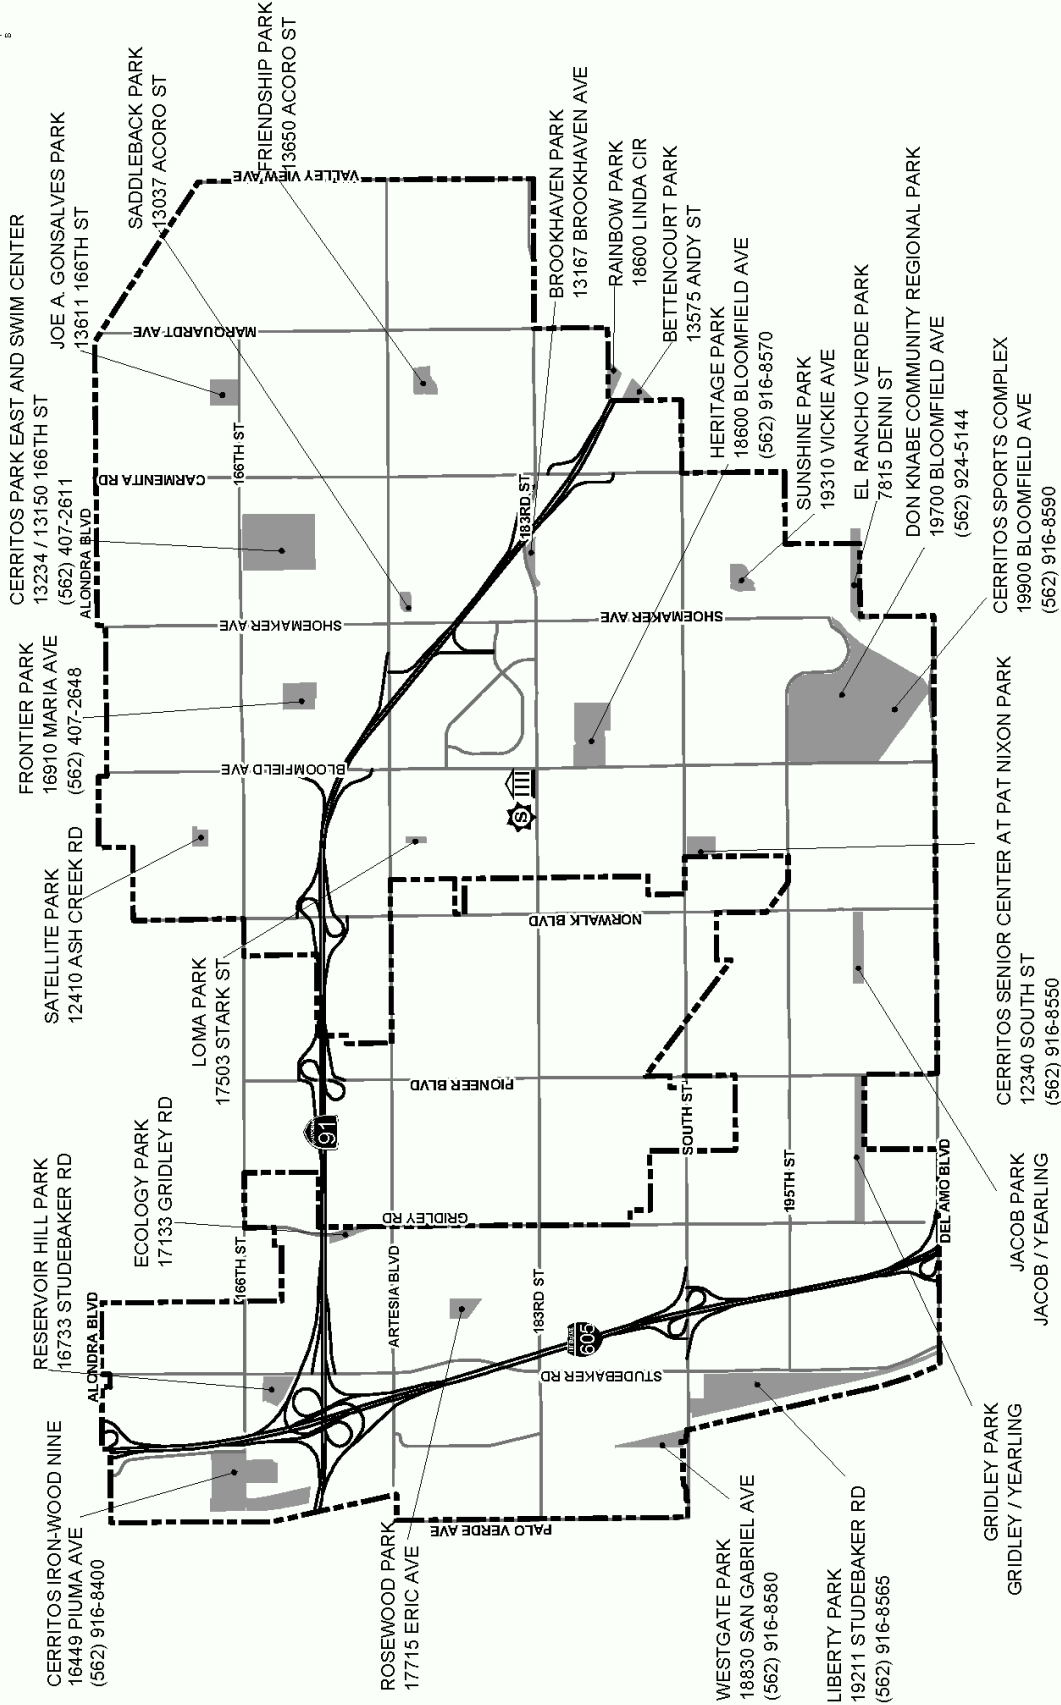 CERRITOS IRON-WOOD NINE
16449 PIUMA AVE
(562) 916-8400
RESERVOIR HILL PARK
16733 STUDEBAKER RD
ECOLOGY PARK
17133 GRIDLEY RD
SATELLITE PARK
12410 ASH CREEK RD
LOMA PARK
17503 STARK ST
FRONTIER PARK
16910 MARIA AVE
(562) 407-2648
CERRITOS PARK EAST AND SWIM CENTER
13234 / 13150 166TH ST
(562) 407-2611
JOE A. GONSALVES PARK
13611 166TH ST
SADDLEBACK PARK
13037 ACORO ST
FRIENDSHIP PARK
13650 ACORO ST
ALONDRA BLVD
ALONDRA BLVD
166TH ST
166TH ST
91
ARTESIA BLVD
183RD ST
183RD ST
605
SOUTH ST
195TH ST
DEL AMO BLVD
PALO VERDE AVE
STUDEBAKER RD
GRIDLEY RD
PIONEER BLVD
NORWALK BLVD
BLOOMFIELD AVE
SHOEMAKER AVE
SHOEMAKER AVE
CARMENITA RD
MARQUARDT AVE
VALLEY VIEW AVE
S
ROSEWOOD PARK
17715 ERIC AVE
BROOKHAVEN PARK
13167 BROOKHAVEN AVE
RAINBOW PARK
18600 LINDA CIR
BETTENCOURT PARK
13575 ANDY ST
HERITAGE PARK
18600 BLOOMFIELD AVE
(562) 916-8570
SUNSHINE PARK
19310 VICKIE AVE
EL RANCHO VERDE PARK
7815 DENNI ST
DON KNABE COMMUNITY REGIONAL PARK
19700 BLOOMFIELD AVE
(562) 924-5144
CERRITOS SPORTS COMPLEX
19900 BLOOMFIELD AVE
(562) 916-8590
WESTGATE PARK
18830 SAN GABRIEL AVE
(562) 916-8580
LIBERTY PARK
19211 STUDEBAKER RD
(562) 916-8565
GRIDLEY PARK
GRIDLEY / YEARLING
JACOB PARK
JACOB / YEARLING
CERRITOS SENIOR CENTER AT PAT NIXON PARK
12340 SOUTH ST
(562) 916-8550